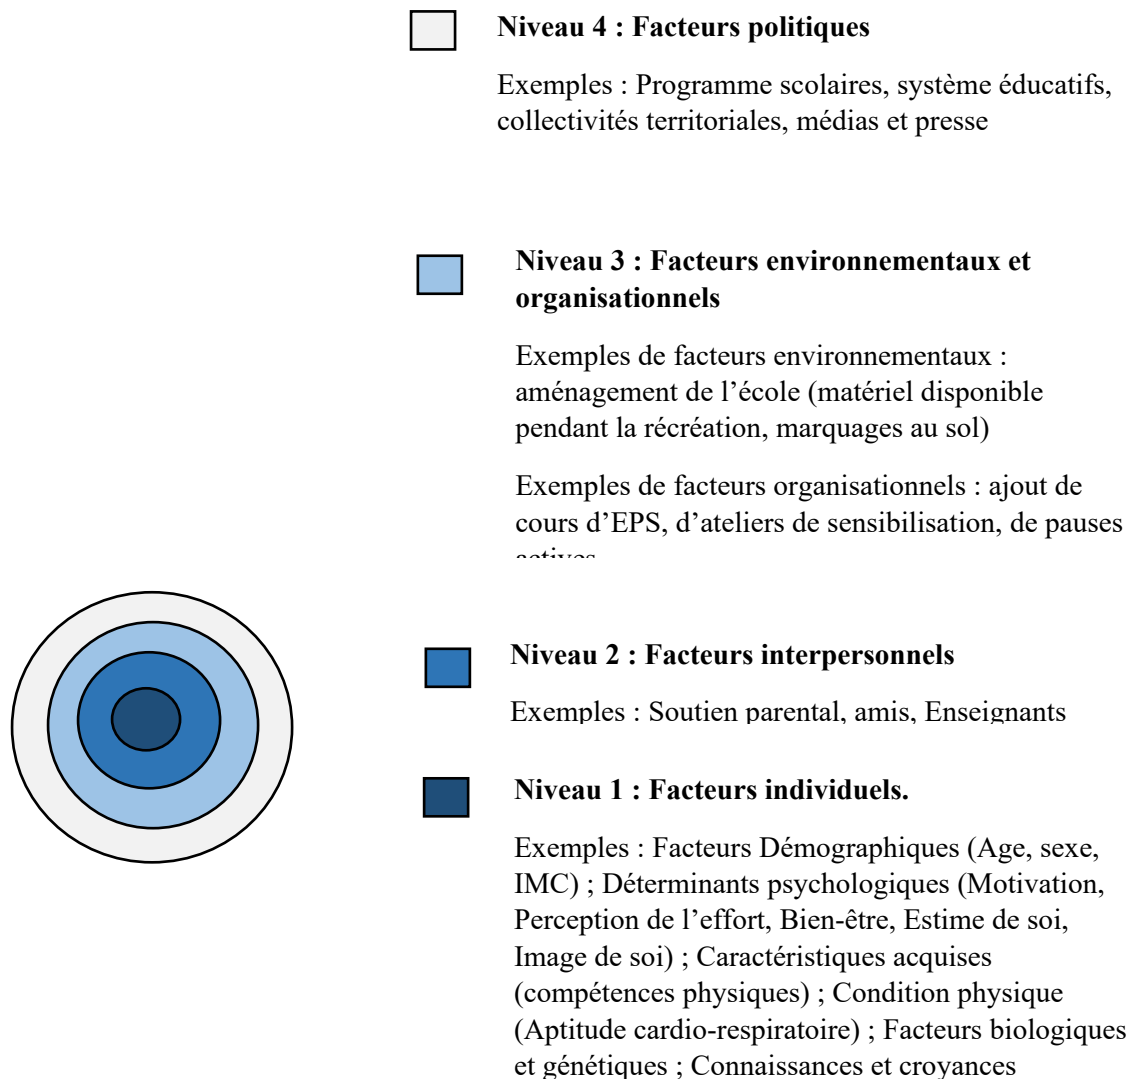 Niveau 4 : Facteurs politiques
Exemples : Programme scolaires, système éducatifs,
collectivités territoriales, médias et presse
Niveau 3 : Facteurs environnementaux et
organisationnels
Exemples de facteurs environnementaux :
aménagement de l’école (matériel disponible
pendant la récréation, marquages au sol)
Exemples de facteurs organisationnels : ajout de
cours d’EPS, d’ateliers de sensibilisation, de pauses
actives
Niveau 2 : Facteurs interpersonnels
Exemples : Soutien parental, amis, Enseignants
Niveau 1 : Facteurs individuels.
Exemples : Facteurs Démographiques (Age, sexe,
IMC) ; Déterminants psychologiques (Motivation,
Perception de l’effort, Bien-être, Estime de soi,
Image de soi) ; Caractéristiques acquises
(compétences physiques) ; Condition physique
(Aptitude cardio-respiratoire) ; Facteurs biologiques
et génétiques ; Connaissances et croyances